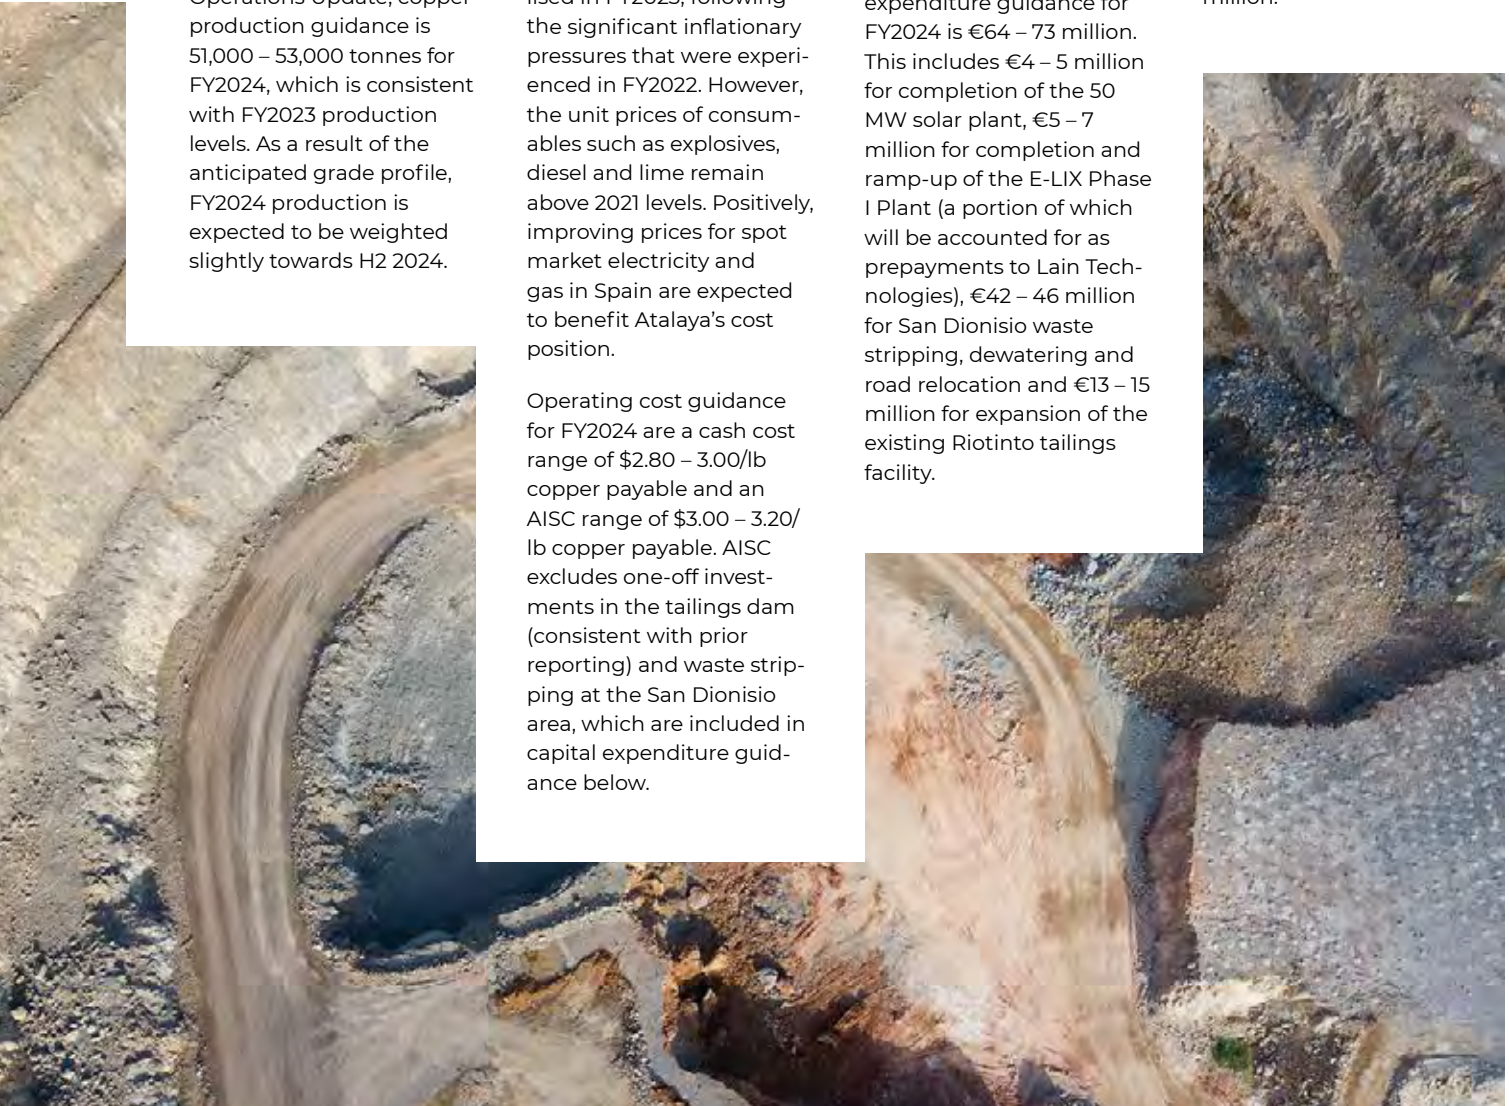 Operations Update, copper
production guidance is
51,000 – 53,000 tonnes for
FY2024, which is consistent
with FY2023 production
levels. As a result of the
anticipated grade profile,
FY2024 production is
expected to be weighted
slightly towards H2 2024.
lised in FY2023, following
the significant inflationary
pressures that were experi-
enced in FY2022. However,
the unit prices of consum-
ables such as explosives,
diesel and lime remain
above 2021 levels. Positively,
improving prices for spot
market electricity and
gas in Spain are expected
to benefit Atalaya’s cost
position.
Operating cost guidance
for FY2024 are a cash cost
range of $2.80 – 3.00/lb
copper payable and an
AISC range of $3.00 – 3.20/
lb copper payable. AISC
excludes one-off invest-
ments in the tailings dam
(consistent with prior
reporting) and waste strip-
ping at the San Dionisio
area, which are included in
capital expenditure guid-
ance below.
expenditure guidance for
FY2024 is €64 – 73 million.
This includes €4 – 5 million
for completion of the 50
MW solar plant, €5 – 7
million for completion and
ramp-up of the E-LIX Phase
I Plant (a portion of which
will be accounted for as
prepayments to Lain Tech-
nologies), €42 – 46 million
for San Dionisio waste
stripping, dewatering and
road relocation and €13 – 15
million for expansion of the
existing Riotinto tailings
facility.
million.